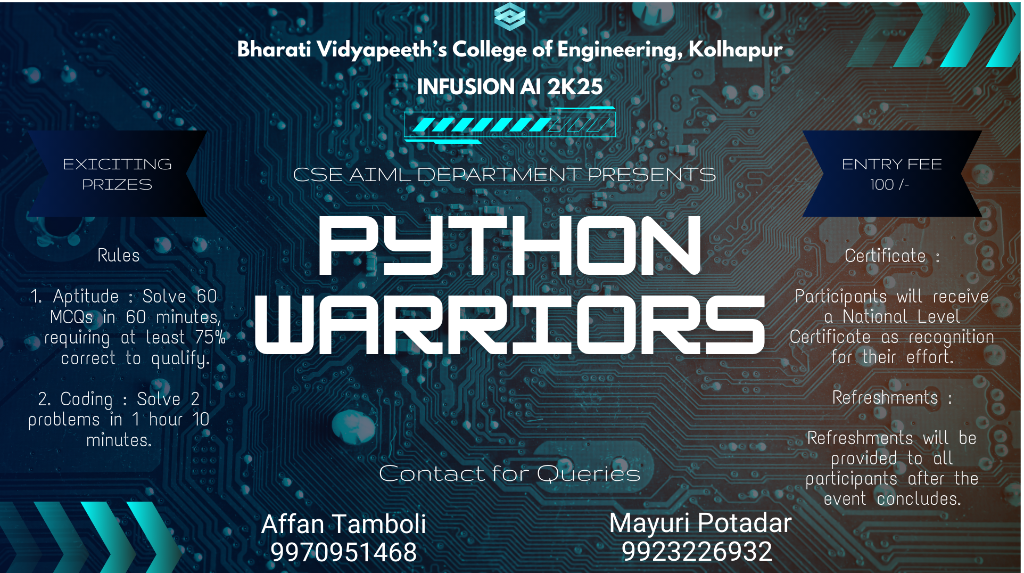 Bharati Vidyapeeth's College of Engineering, Kolhapur
INFUSION AI 2K25
CSE AIML DEPARTMENT PRESENTS
PYTHON
WARRIORS
EXICITING
PRIZES
Rules
1. Aptitude : Solve 60
MCQs in 60 minutes,
requiring at least 75%
correct to qualify.
2. Coding : Solve 2
problems in 1 hour 10
minutes.
ENTRY FEE
100 /-
Certificate :
Participants will receive
a National Level
Certificate as recognition
for their effort.
Refreshments :
Refreshments will be
provided to all
participants after the
event concludes.
Contact for Queries
Affan Tamboli
9970951468
Mayuri Potadar
9923226932